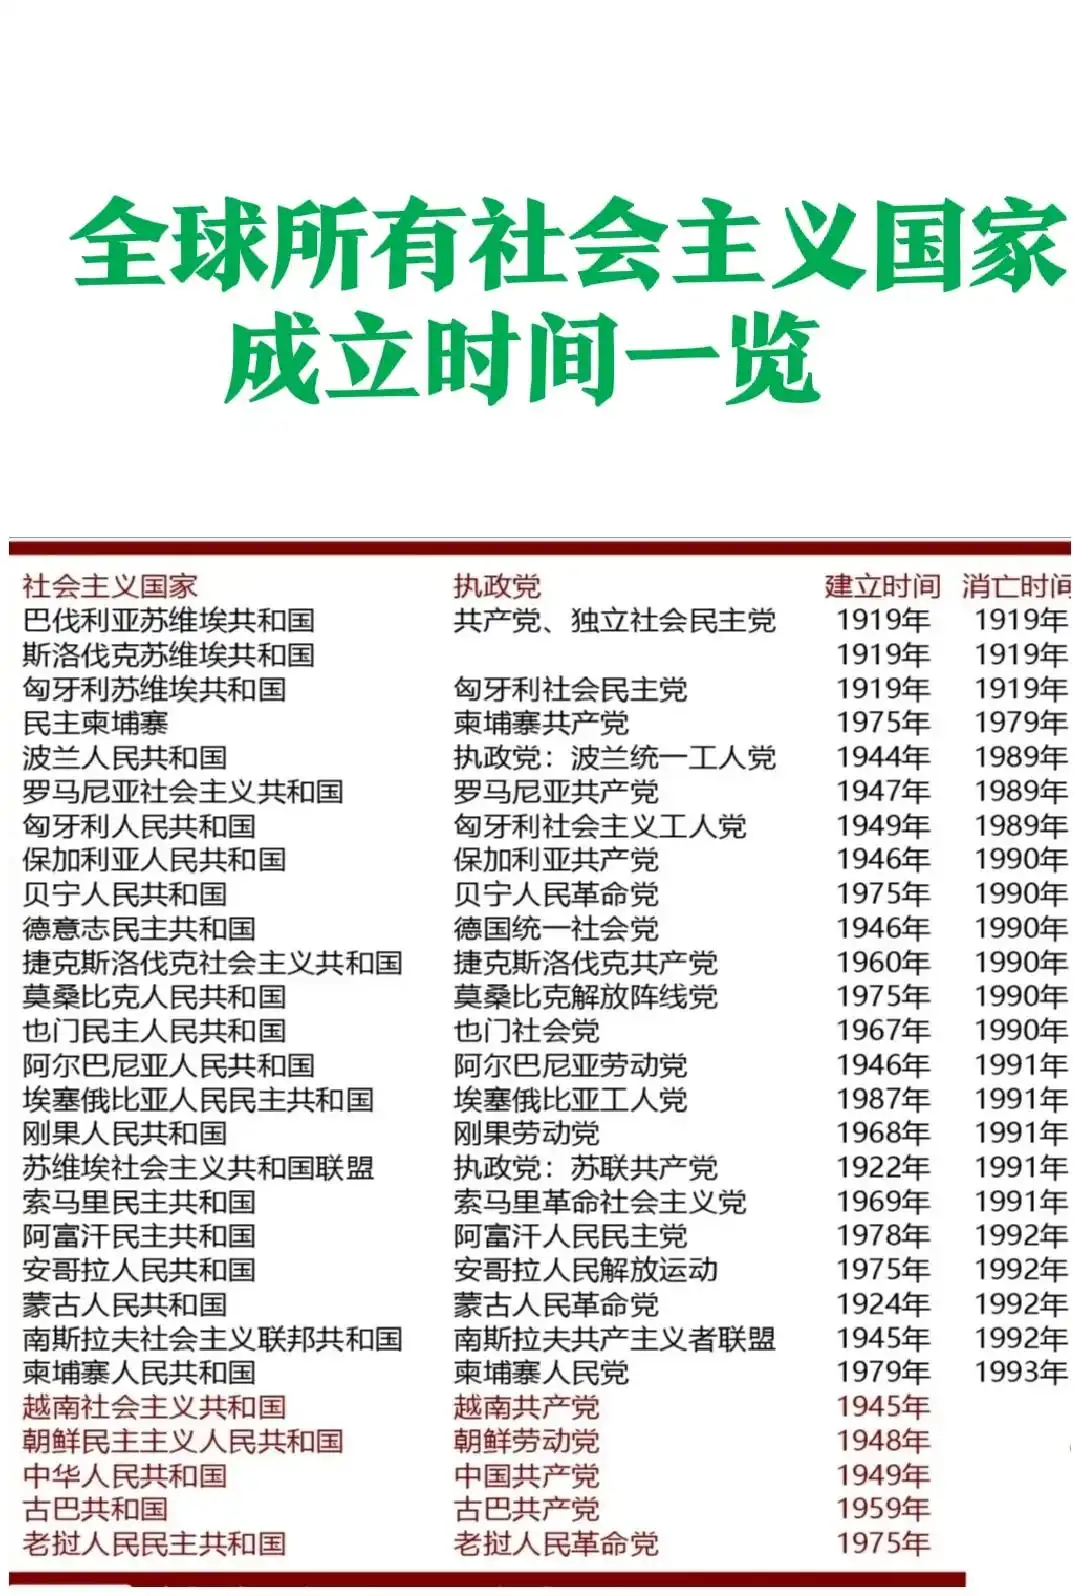 全球所有社会主义国家
成立时间一览
社会主义国家 执政党 建立时间 消亡时间
巴伐利亚苏维埃共和国 共产党、独立社会民主党 1919年 1919年
斯洛伐克苏维埃共和国 1919年 1919年
匈牙利苏维埃共和国 匈牙利社会民主党 1919年 1919年
民主柬埔寨 柬埔寨共产党 1975年 1979年
波兰人民共和国 执政党：波兰统一工人党 1944年 1989年
罗马尼亚社会主义共和国 罗马尼亚共产党 1947年 1989年
匈牙利人民共和国 匈牙利社会主义工人党 1949年 1989年
保加利亚人民共和国 保加利亚共产党 1946年 1990年
贝宁人民共和国 贝宁人民革命党 1975年 1990年
德意志民主共和国 德国统一社会党 1946年 1990年
捷克斯洛伐克社会主义共和国 捷克斯洛伐克共产党 1960年 1990年
莫桑比克人民共和国 莫桑比克解放阵线党 1975年 1990年
也门民主人民共和国 也门社会党 1967年 1990年
阿尔巴尼亚人民共和国 阿尔巴尼亚劳动党 1946年 1991年
埃塞俄比亚人民民主共和国 埃塞俄比亚工人党 1987年 1991年
刚果人民共和国 刚果劳动党 1968年 1991年
苏维埃社会主义共和国联盟 执政党：苏联共产党 1922年 1991年
索马里民主共和国 索马里革命社会主义党 1969年 1991年
阿富汗民主共和国 阿富汗人民民主党 1978年 1992年
安哥拉人民共和国 安哥拉人民解放运动 1975年 1992年
蒙古人民共和国 蒙古人民革命党 1924年 1992年
南斯拉夫社会主义联邦共和国 南斯拉夫共产主义者联盟 1945年 1992年
柬埔寨人民共和国 柬埔寨人民党 1979年 1993年
越南社会主义共和国 越南共产党 1945年
朝鲜民主主义人民共和国 朝鲜劳动党 1948年
中华人民共和国 中国共产党 1949年
古巴共和国 古巴共产党 1959年
老挝人民民主共和国 老挝人民革命党 1975年